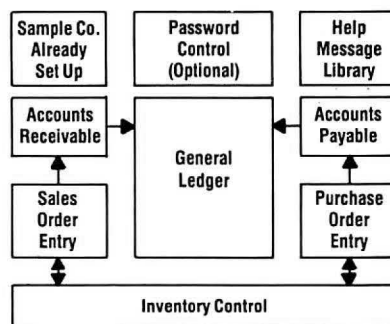 Sample Co.
Already
Set Up
Password
Control
(Optional)
Help
Message
Library
Accounts
Receivable
General
Ledger
Accounts
Payable
Sales
Order
Entry
Purchase
Order
Entry
Inventory Control